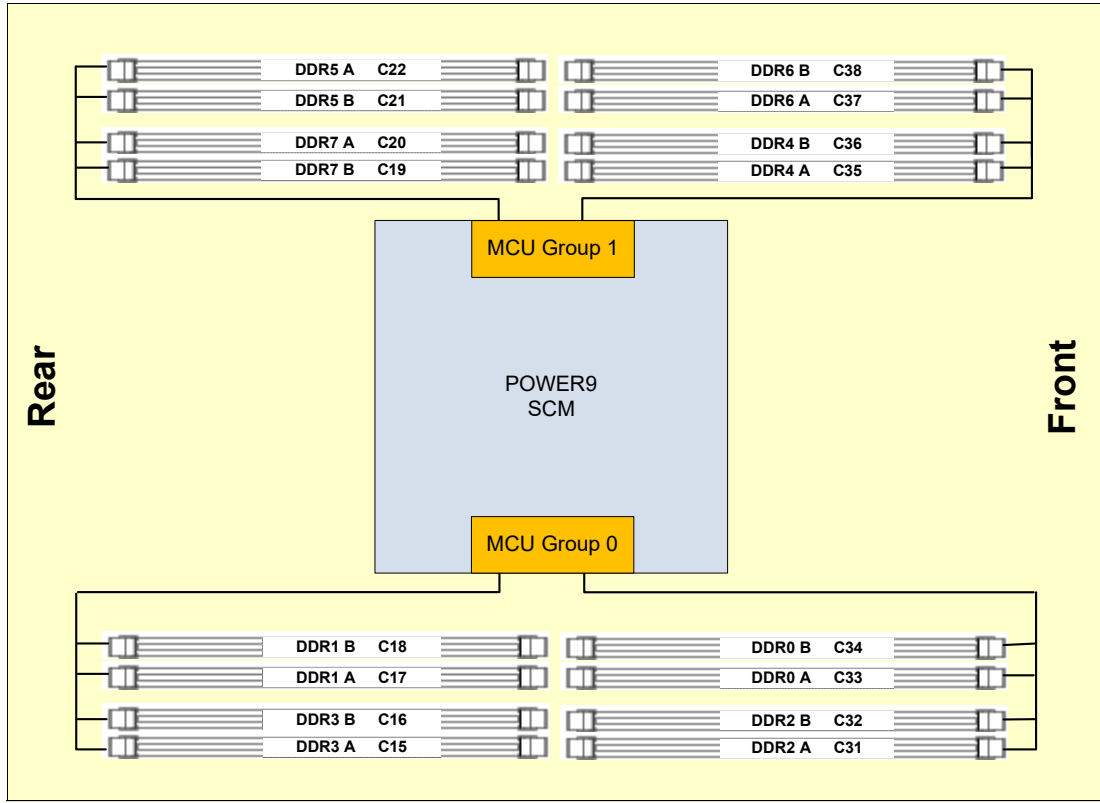 DDR5 A C22
DDR5 B C21
DDR7 A C20
DDR7 B C19
DDR6 B C38
DDR6 A C37
DDR4 B C36
DDR4 A C35
MCU Group 1
Rear
POWER9
SCM
Front
MCU Group 0
DDR1 B C18
DDR1 A C17
DDR3 B C16
DDR3 A C15
DDR0 B C34
DDR0 A C33
DDR2 B C32
DDR2 A C31